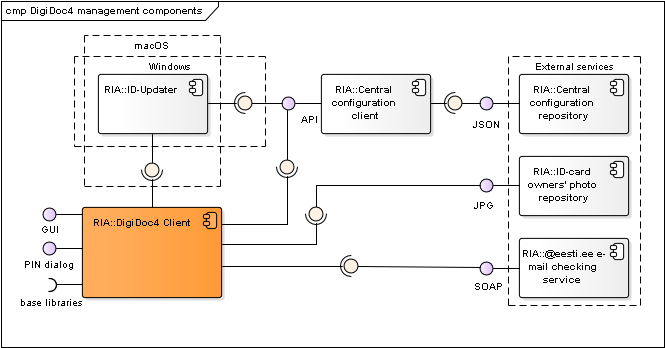 cmp DigiDoc4 management components
macOS
Windows
External services
RIA::ID-Updater
RIA::Central
configuration
client
RIA::Central
configuration
repository
API
JSON
RIA::ID-card
owners' photo
repository
JPG
RIA::DigiDoc4 Client
GUI
PIN dialog
base libraries
RIA::@eesti.ee e-
mail checking
service
SOAP